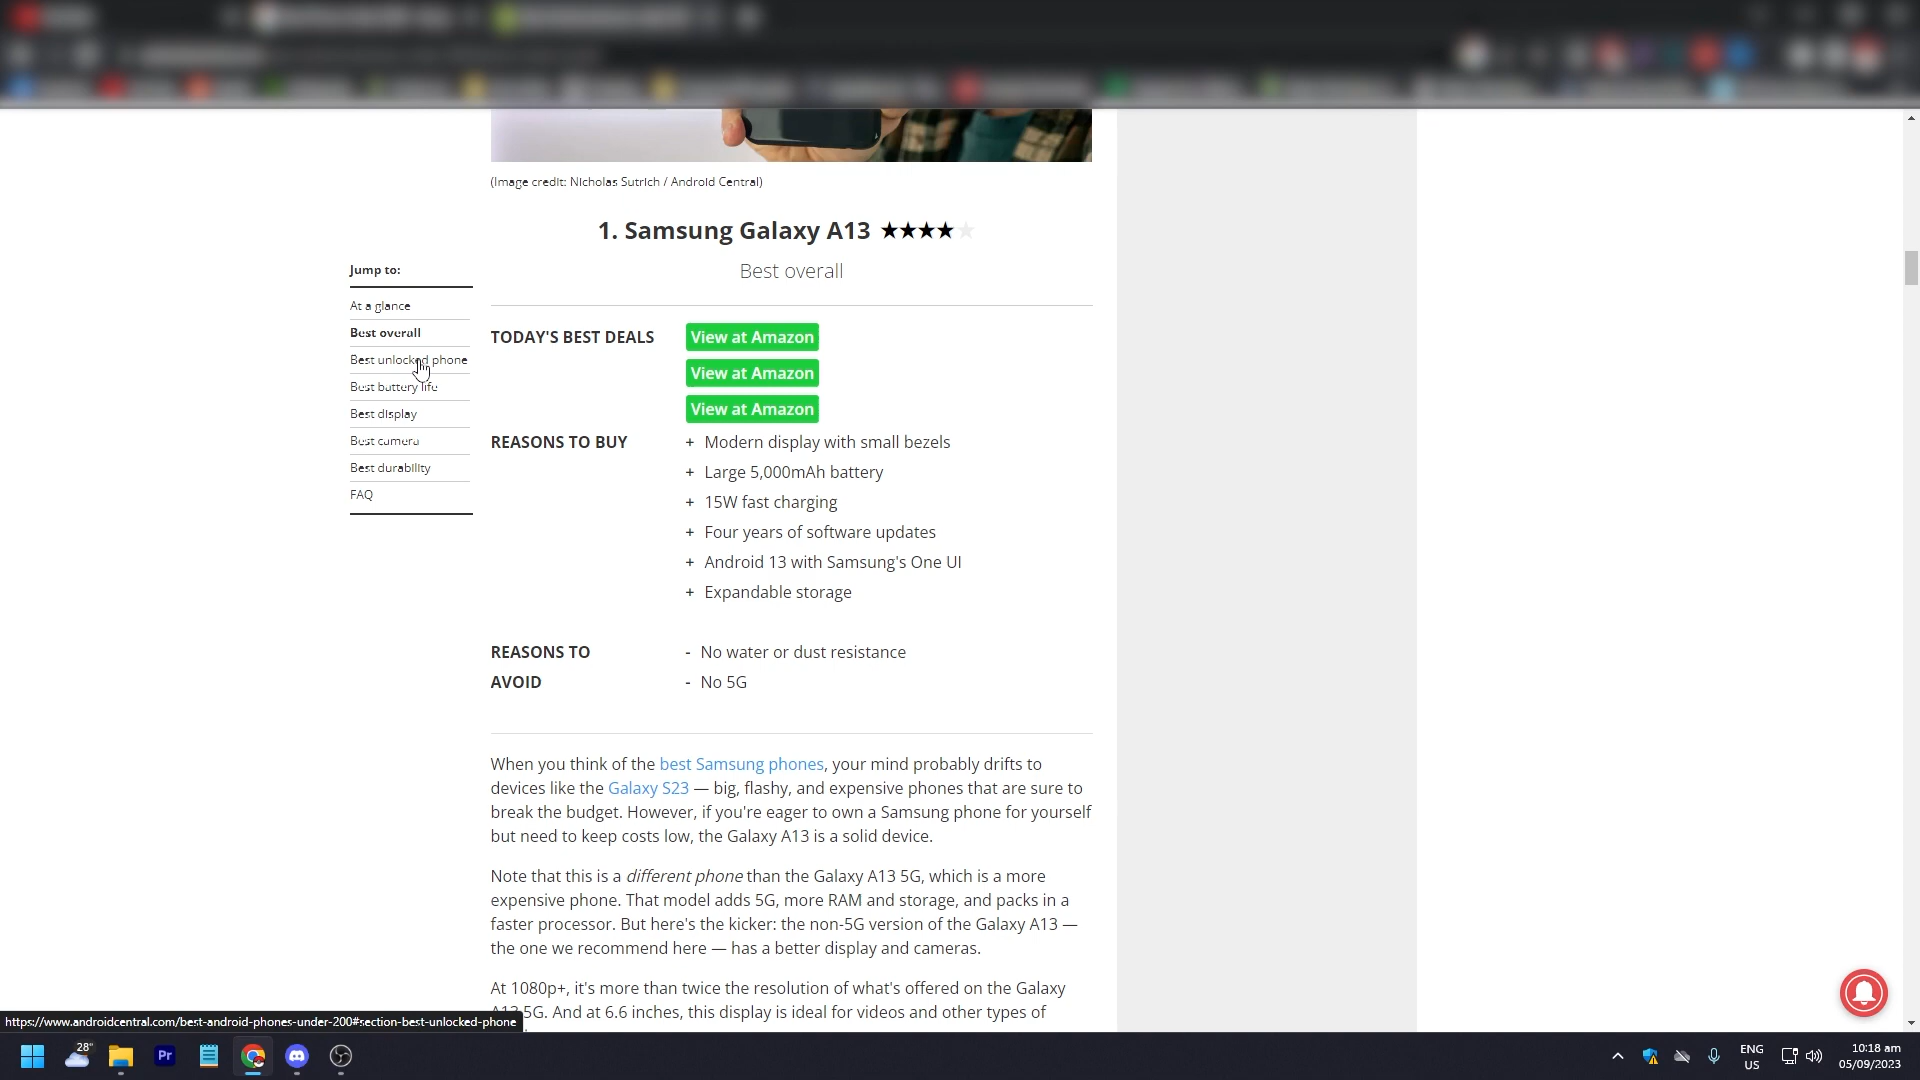 (Image credit: Nicholas Sutrich / Android Central)
1. Samsung Galaxy A13 ★★★★★
Best overall
Jump to:
At a glance
Best overall
Best unlocked phone
Best battery life
Best display
Best camera
Best durability
FAQ
TODAY'S BEST DEALS
View at Amazon
View at Amazon
View at Amazon
REASONS TO BUY
+ Modern display with small bezels
+ Large 5,000mAh battery
+ 15W fast charging
+ Four years of software updates
+ Android 13 with Samsung's One UI
+ Expandable storage
REASONS TO
AVOID
- No water or dust resistance
- No 5G
When you think of the best Samsung phones, your mind probably drifts to
devices like the Galaxy S23 — big, flashy, and expensive phones that are sure to
break the budget. However, if you're eager to own a Samsung phone for yourself
but need to keep costs low, the Galaxy A13 is a solid device.
Note that this is a different phone than the Galaxy A13 5G, which is a more
expensive phone. That model adds 5G, more RAM and storage, and packs in a
faster processor. But here's the kicker: the non-5G version of the Galaxy A13 —
the one we recommend here — has a better display and cameras.
At 1080p+, it's more than twice the resolution of what's offered on the Galaxy
A13 5G. And at 6.6 inches, this display is ideal for videos and other types of
https://www.androidcentral.com/best-android-phones-under-200#section-best-unlocked-phone
28°
Pr
ENG
US
10:18 am
05/09/2023